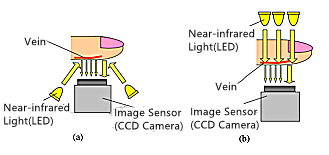 Vein
Near-infrared
Light(LED)
Image Sensor
(CCD Camera)
(a)
Near-infrared
Light(LED)
Vein
Image Sensor
(CCD Camera)
(b)